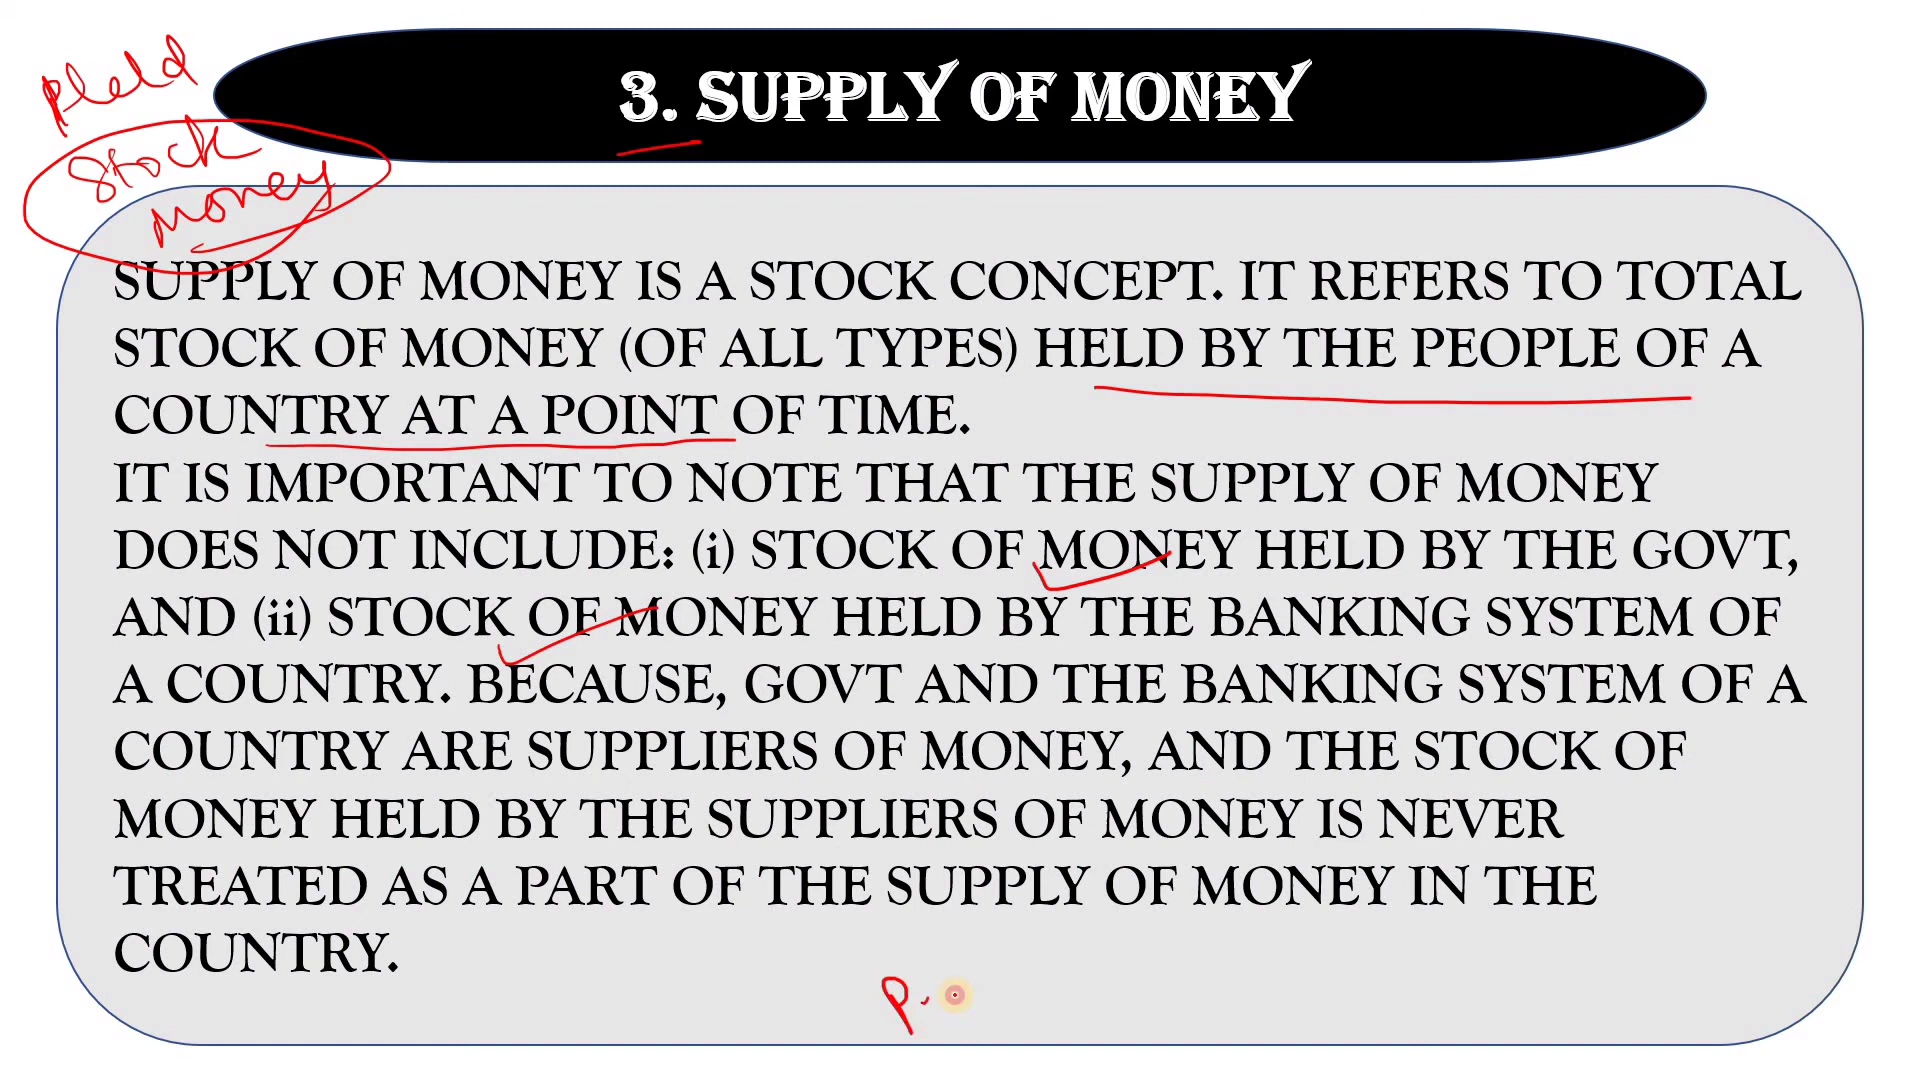 3. SUPPLY OF MONEY
Held
Stock
money
SUPPLY OF MONEY IS A STOCK CONCEPT. IT REFERS TO TOTAL
STOCK OF MONEY (OF ALL TYPES) HELD BY THE PEOPLE OF A
COUNTRY AT A POINT OF TIME.
IT IS IMPORTANT TO NOTE THAT THE SUPPLY OF MONEY
DOES NOT INCLUDE: (i) STOCK OF MONEY HELD BY THE GOVT,
AND (ii) STOCK OF MONEY HELD BY THE BANKING SYSTEM OF
A COUNTRY. BECAUSE, GOVT AND THE BANKING SYSTEM OF A
COUNTRY ARE SUPPLIERS OF MONEY, AND THE STOCK OF
MONEY HELD BY THE SUPPLIERS OF MONEY IS NEVER
TREATED AS A PART OF THE SUPPLY OF MONEY IN THE
COUNTRY.
P.